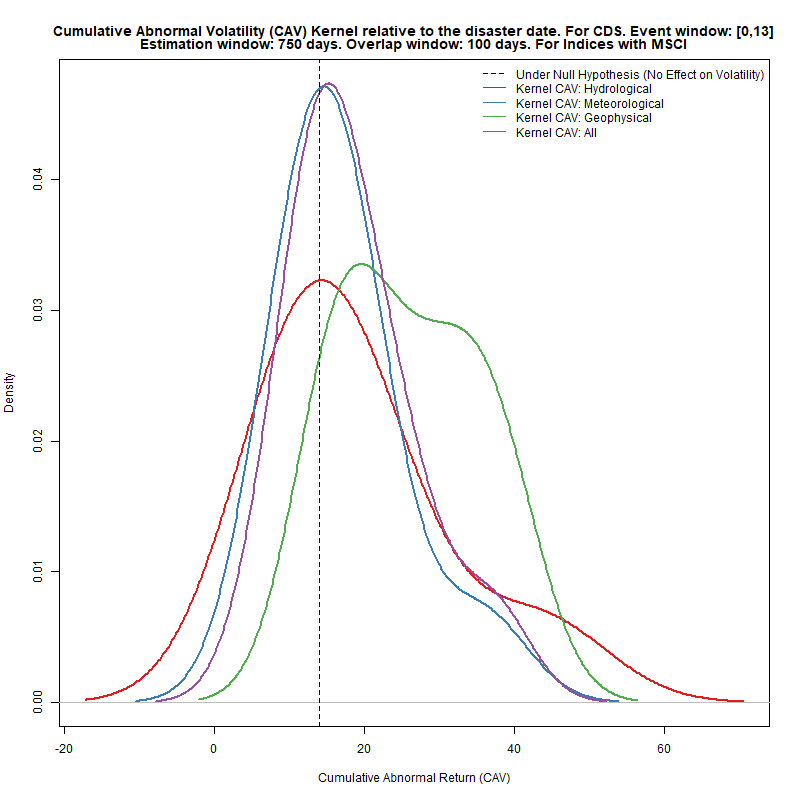 Cumulative Abnormal Volatility (CAV) Kernel relative to the disaster date. For CDS. Event window: [0,13]
Estimation window: 750 days. Overlap window: 100 days. For Indices with MSCI
Under Null Hypothesis (No Effect on Volatility)
Kernel CAV: Hydrological
Kernel CAV: Meteorological
Kernel CAV: Geophysical
Kernel CAV: All
0.04
0.03
0.02
0.01
0.00
Density
-20 0 20 40 60
Cumulative Abnormal Return (CAV)